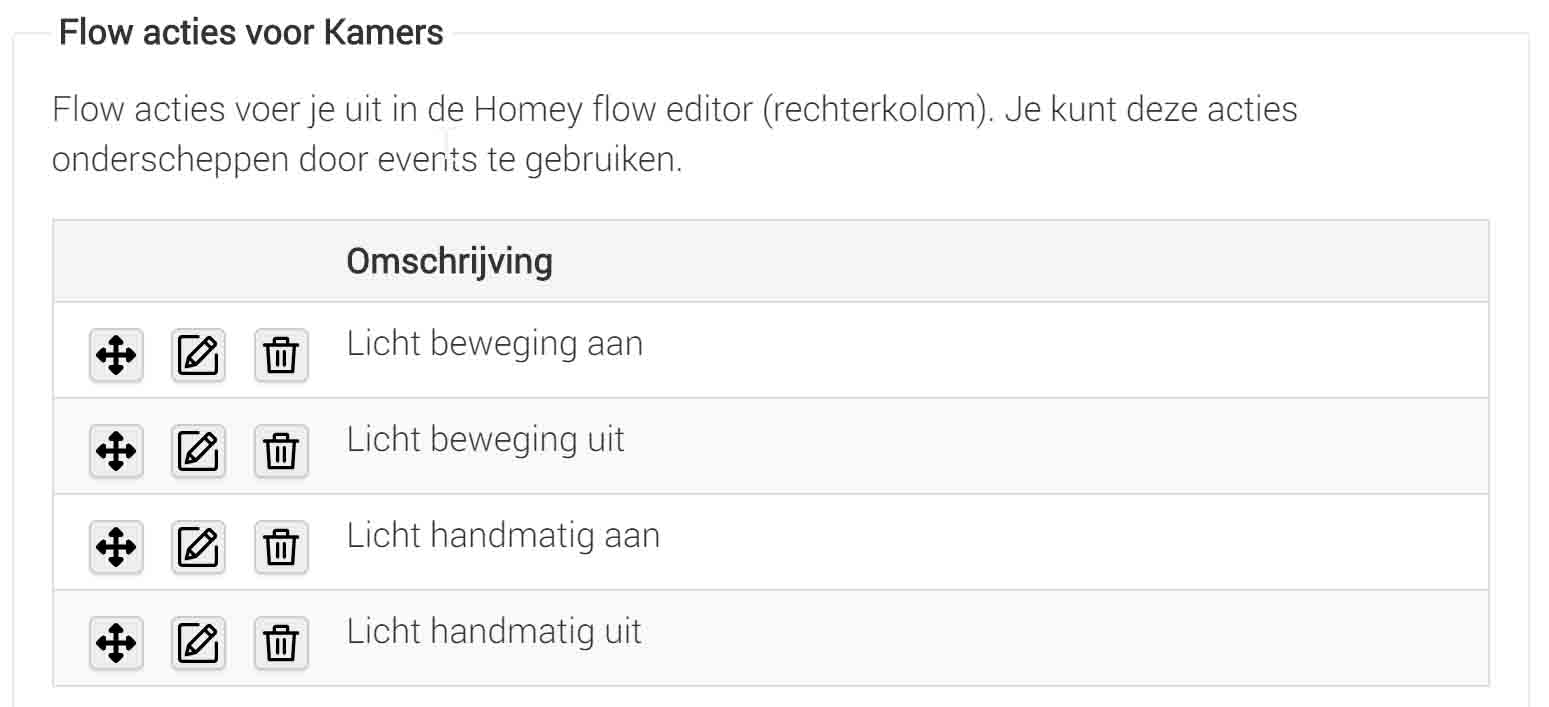 Flow acties voor Kamers
Flow acties voer je uit in de Homey flow editor (rechterkolom). Je kunt deze acties
onderscheppen door events te gebruiken.
Omschrijving
Licht beweging aan
Licht beweging uit
Licht handmatig aan
Licht handmatig uit